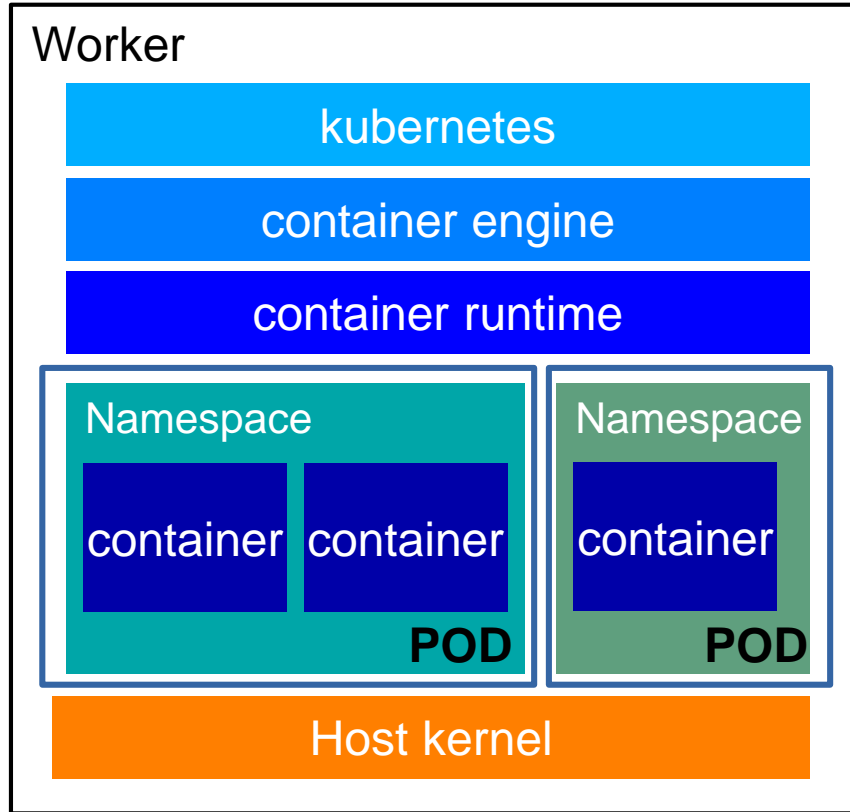 Worker
kubernetes
container engine
container runtime
Namespace
container container
POD
Namespace
container
POD
Host kernel